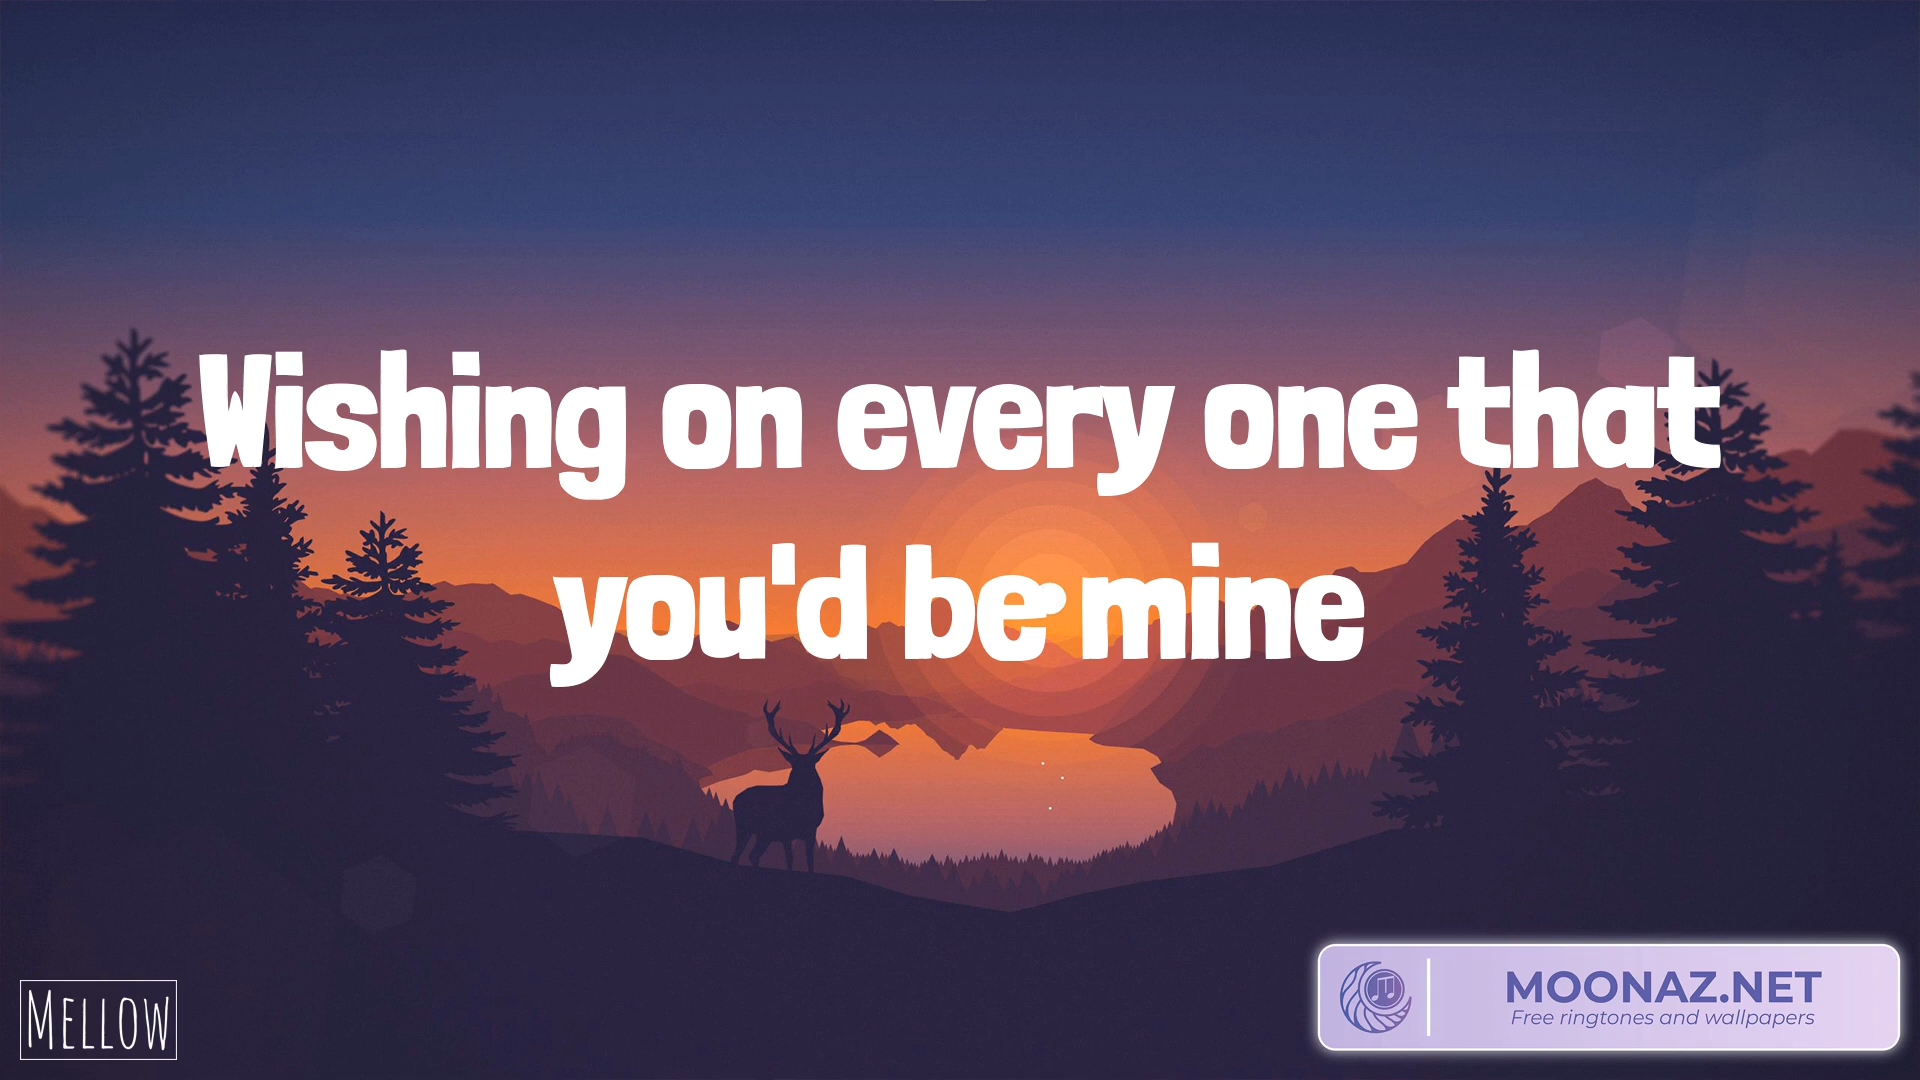 Wishing on every one that
you'd be mine
MELLOW
MOONAZ.NET
Free ringtones and wallpapers